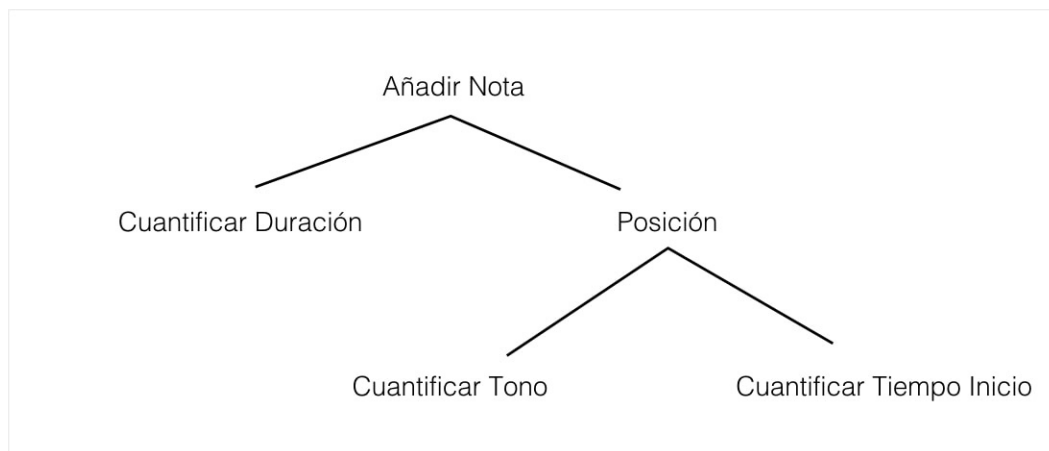 Añadir Nota
Cuantificar Duración
Posición
Cuantificar Tono
Cuantificar Tiempo Inicio